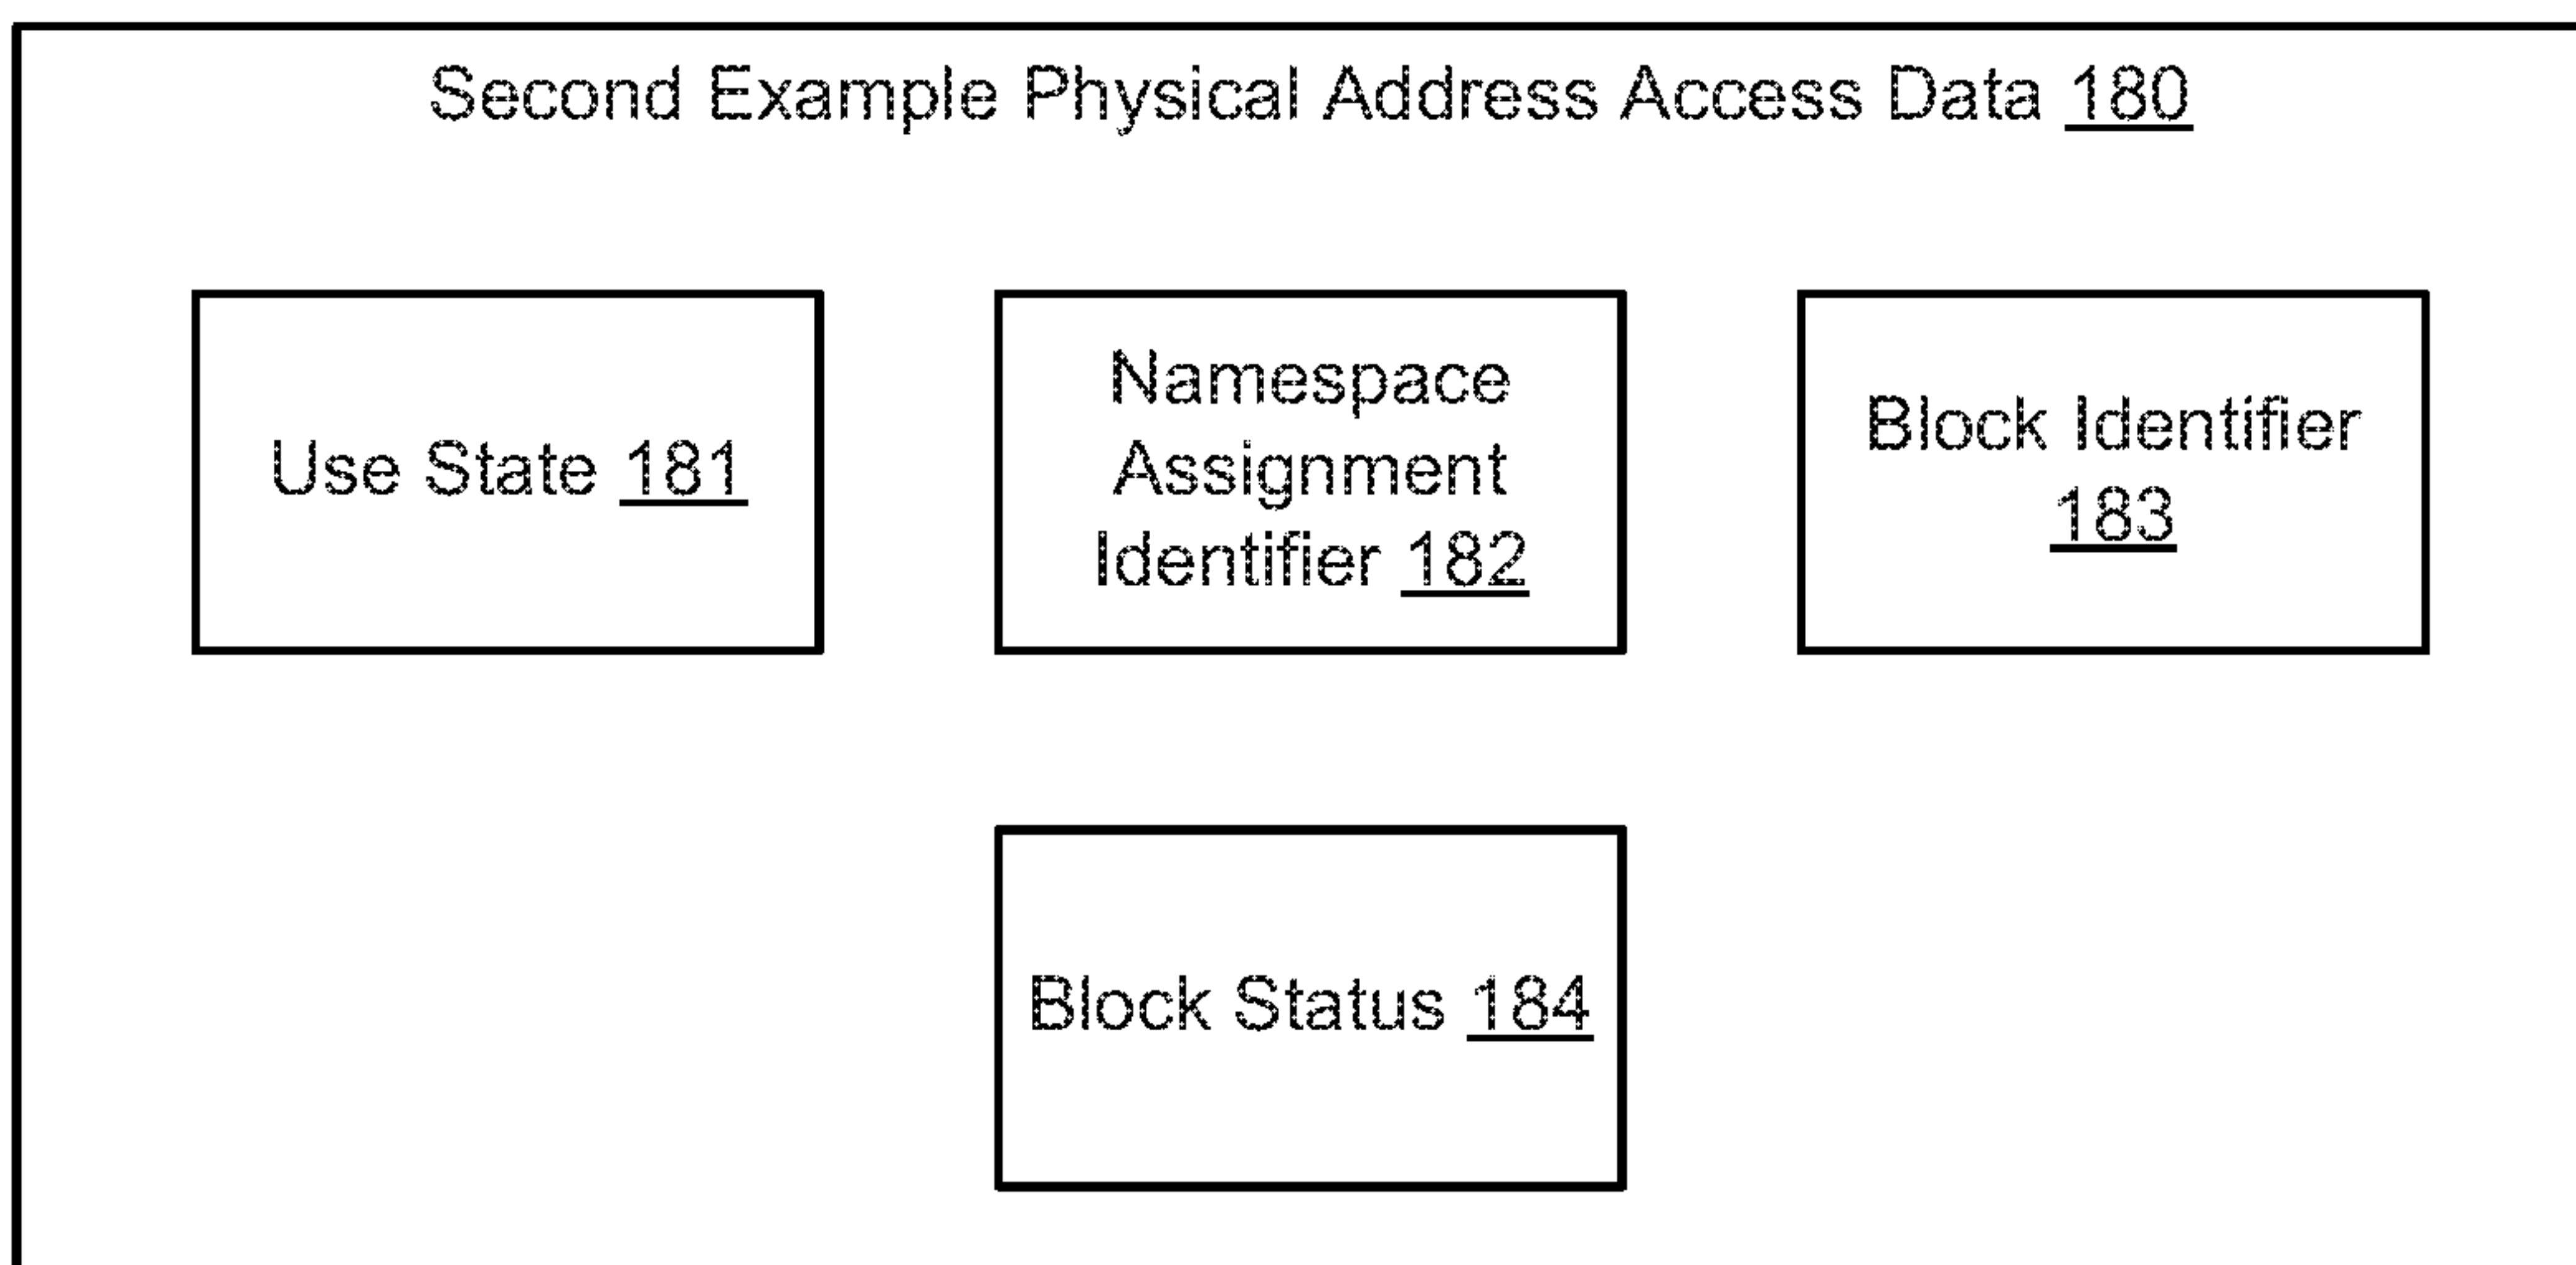 Second Example Physical Address Access Data 180
Use State 181
Namespace
Assignment
Identifier 182
Block Identifier
183
Block Status 184